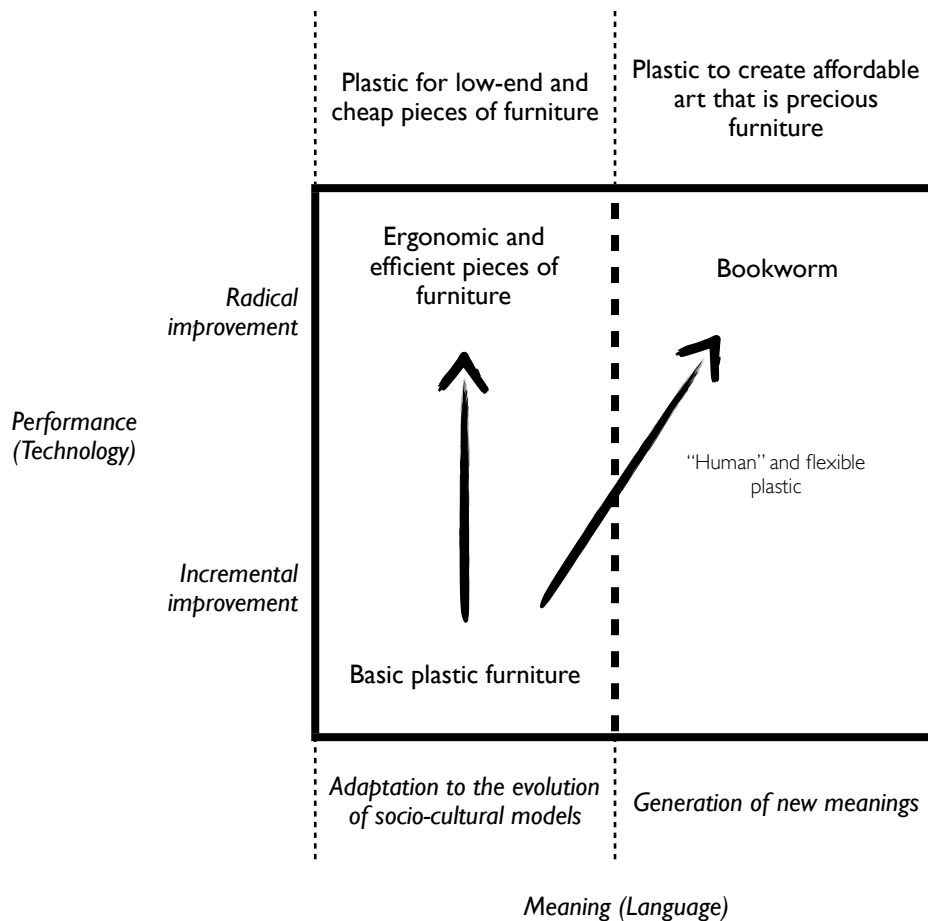 Plastic for low-end and
cheap pieces of furniture
Plastic to create affordable
art that is precious
furniture
Ergonomic and
efficient pieces of
furniture
Bookworm
Radical
improvement
Performance
(Technology)
“Human” and flexible
plastic
Incremental
improvement
Basic plastic furniture
Adaptation to the evolution
of socio-cultural models
Generation of new meanings
Meaning (Language)